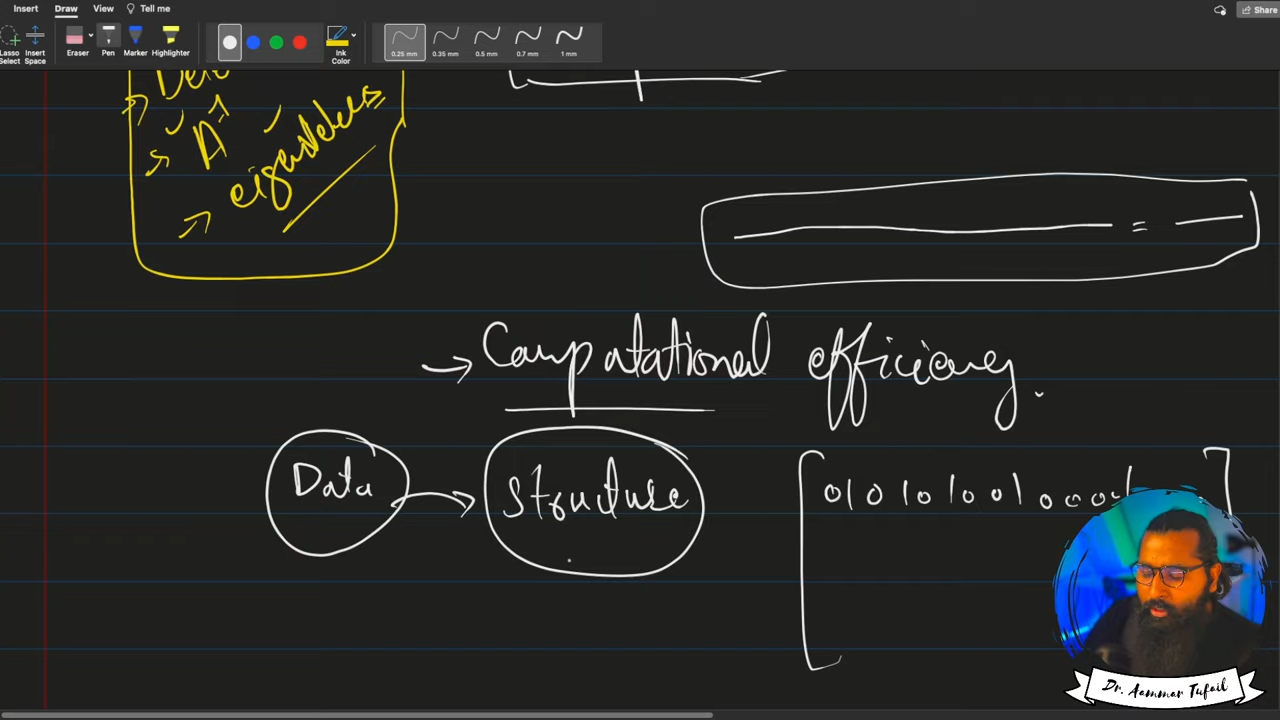 Insert Draw View Tell me
Share
Lasso Select
Insert Space
Eraser
Pen
Marker
Highlighter
Ink Color
0.25 mm
0.35 mm
0.5 mm
0.7 mm
1 mm
→ A⁻¹
→
=
→ Computational efficiency.
Data → Structure
010101001000
Dr. Aammar Tufail